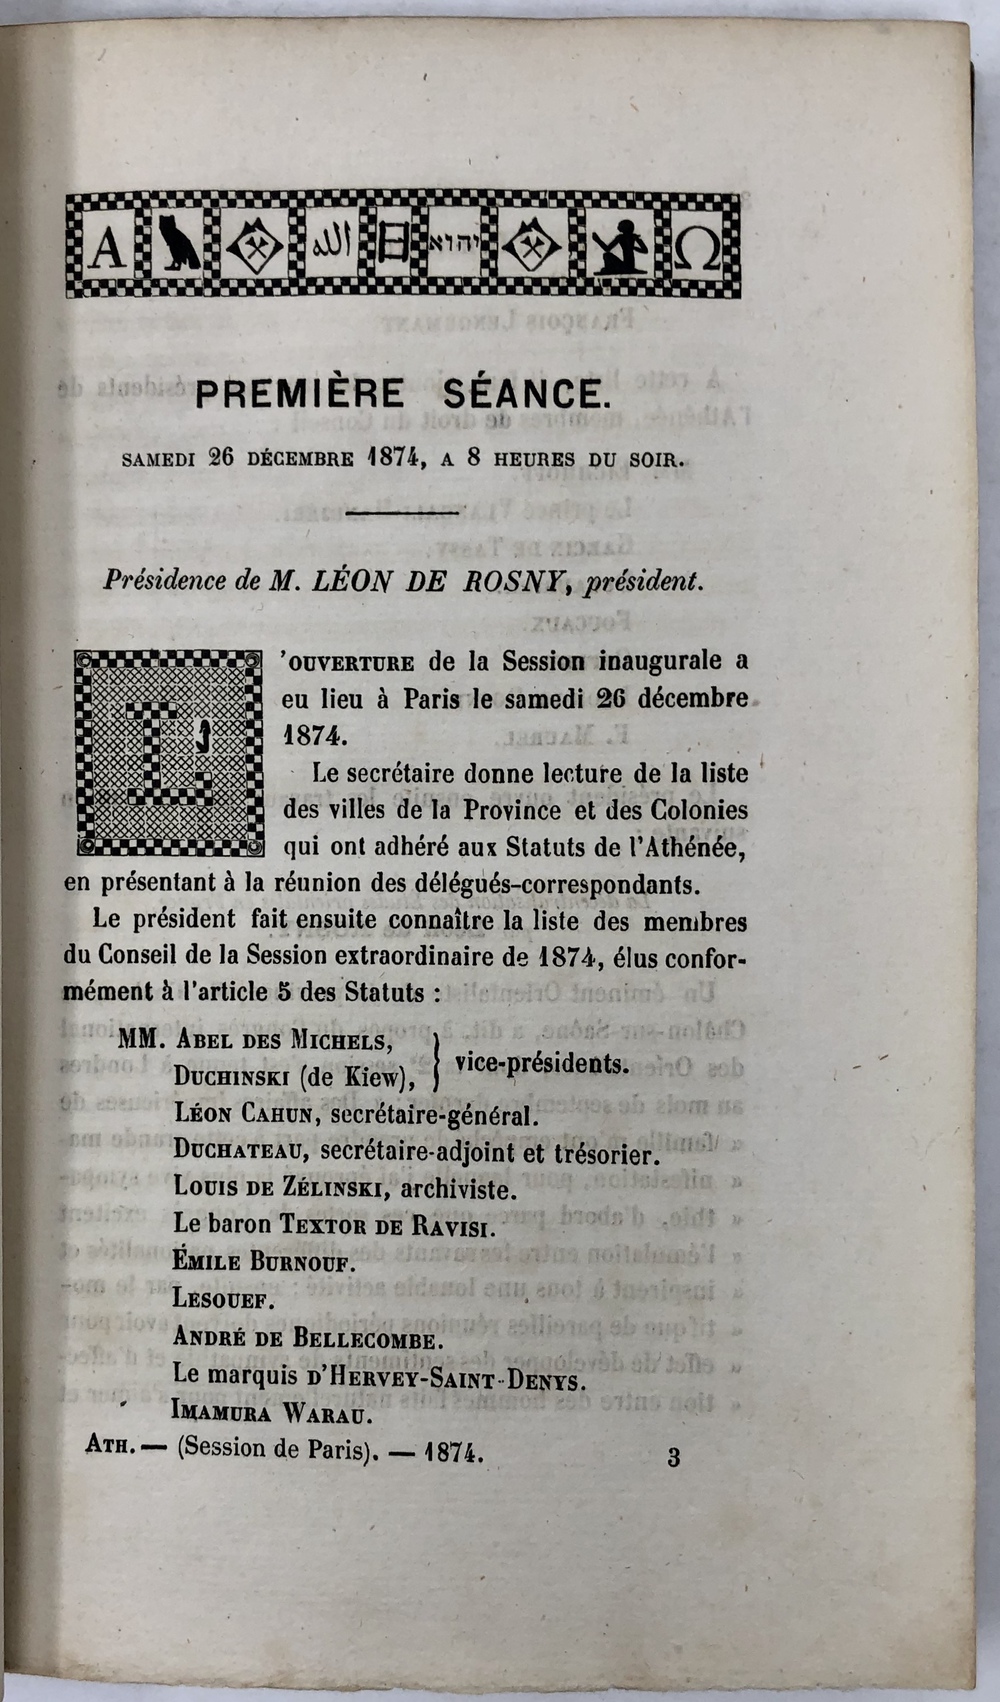 A الله 日 יהוה Ω
PREMIÈRE SÉANCE.
SAMEDI 26 DÉCEMBRE 1874, A 8 HEURES DU SOIR.
Présidence de M. LÉON DE ROSNY, président.
L'OUVERTURE de la Session inaugurale a
eu lieu à Paris le samedi 26 décembre
1874.
Le secrétaire donne lecture de la liste
des villes de la Province et des Colonies
qui ont adhéré aux Statuts de l'Athénée,
en présentant à la réunion des délégués-correspondants.
Le président fait ensuite connaître la liste des membres
du Conseil de la Session extraordinaire de 1874, élus confor-
mément à l'article 5 des Statuts :
MM. ABEL DES MICHELS,
DUCHINSKI (de Kiew), } vice-présidents.
LÉON CAHUN, secrétaire-général.
DUCHATEAU, secrétaire-adjoint et trésorier.
LOUIS DE ZÉLINSKI, archiviste.
Le baron TEXTOR DE RAVISI.
ÉMILE BURNOUF.
LESOUEF.
ANDRÉ DE BELLECOMBE.
Le marquis D'HERVEY-SAINT-DENYS.
IMAMURA WARAU.
ATH. — (Session de Paris). — 1874. 3